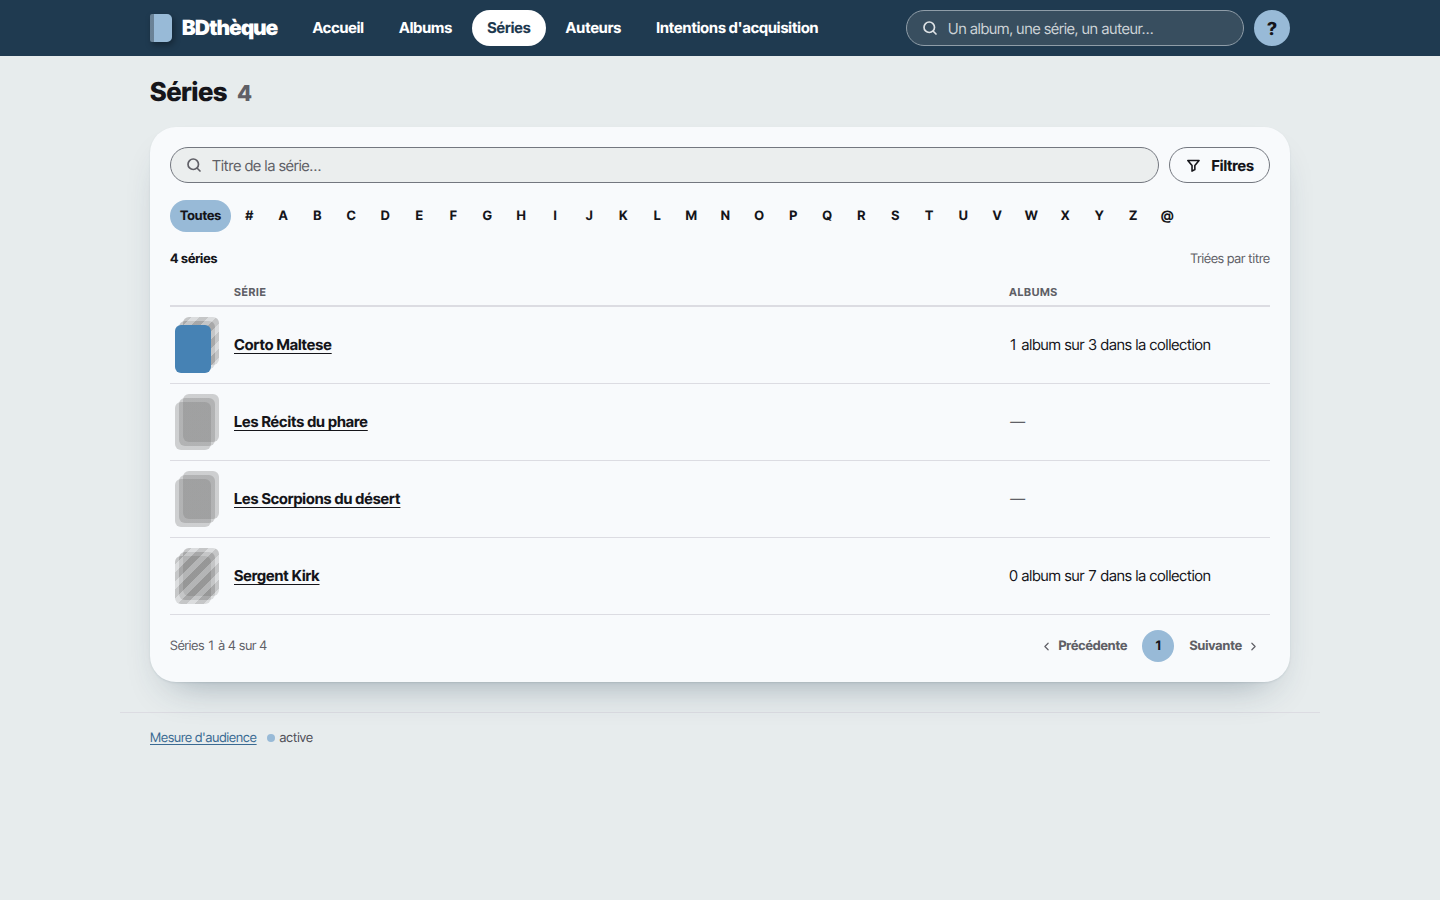 BDthèque Accueil Albums Séries Auteurs Intentions d'acquisition Un album, une série, un auteur... ?
Séries 4
Titre de la série... Filtres
Toutes # A B C D E F G H I J K L M N O P Q R S T U V W X Y Z @
4 séries Triées par titre
SÉRIE ALBUMS
Corto Maltese 1 album sur 3 dans la collection
Les Récits du phare —
Les Scorpions du désert —
Sergent Kirk 0 album sur 7 dans la collection
Séries 1 à 4 sur 4 Précédente 1 Suivante
Mesure d'audience active